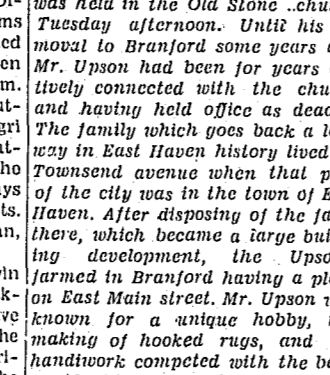 was held in the Old Stone ..chu
Tuesday afternoon. Until his
moval to Branford some years
Mr. Upson had been for years
tively connected with the chu
and having held office as deac
The family which goes back a l
way in East Haven history lived
Townsend avenue when that p
of the city was in the town of E
Haven. After disposing of the fa
there, which became a large buil
ing development, the Upso
farmed in Branford having a pl
on East Main street. Mr. Upson w
known for a unique hobby, t
making of hooked rugs, and
handiwork competed with the be